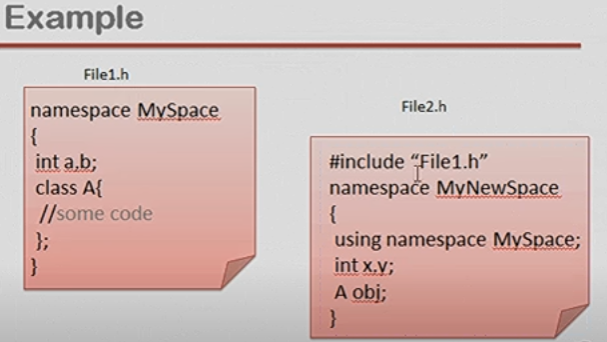 Example
File1.h
namespace MySpace
{
int a,b;
class A{
//some code
};
}
File2.h
#include “File1.h”
namespace MyNewSpace
{
using namespace MySpace;
int x,y;
A obj;
}